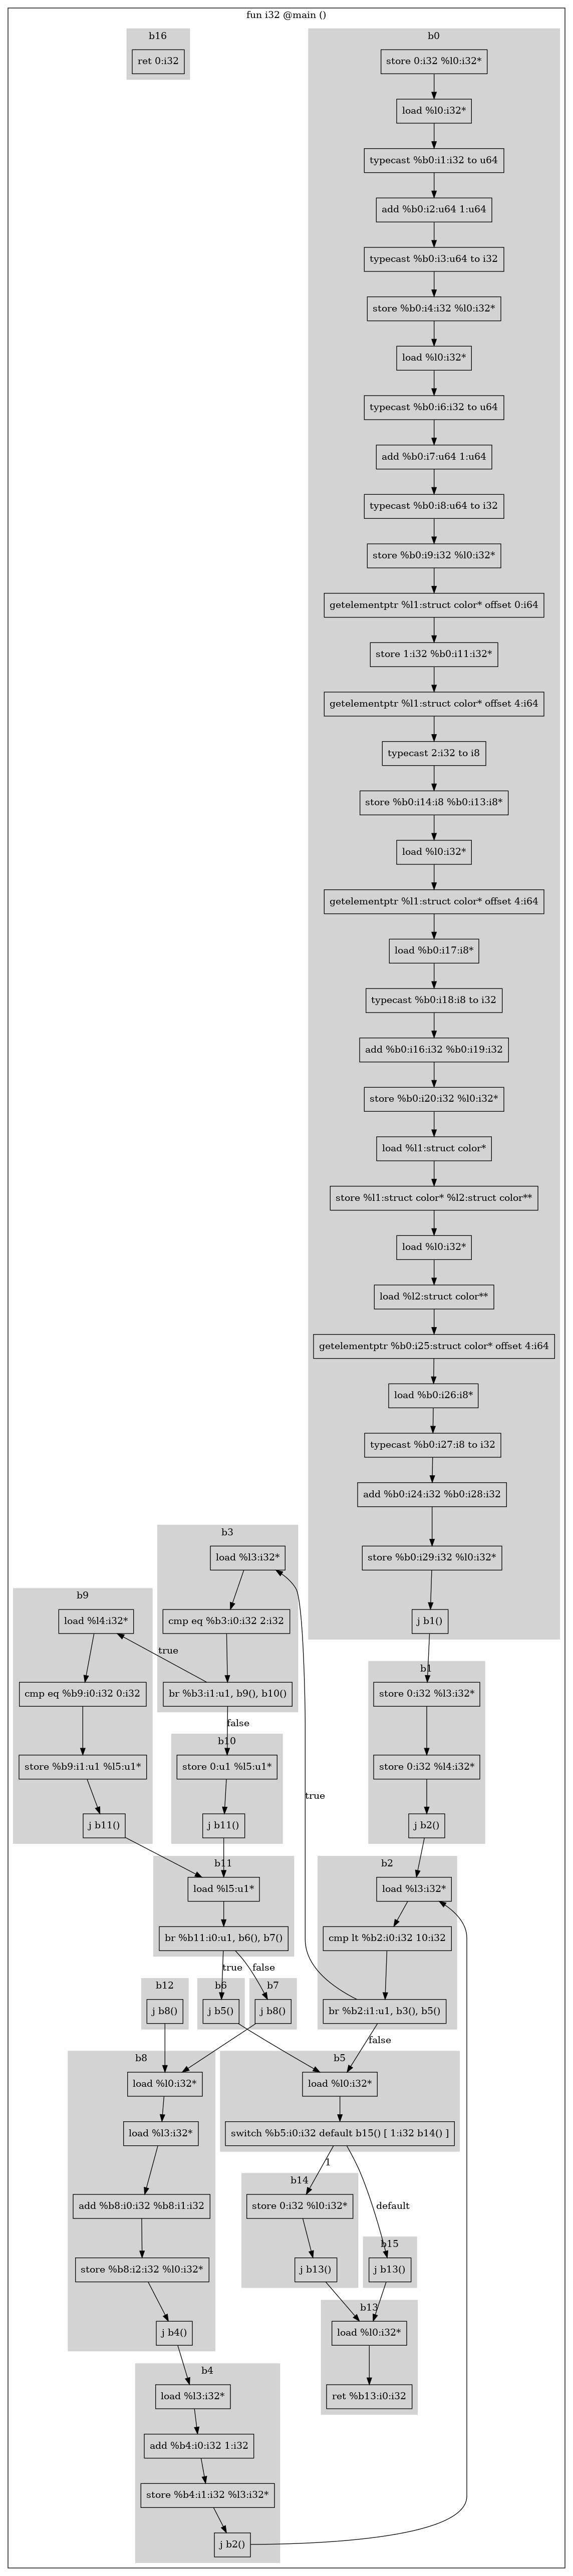 fun i32 @main ()
b16
ret 0:i32
b0
store 0:i32 %l0:i32*
load %l0:i32*
typecast %b0:i1:i32 to u64
add %b0:i2:u64 1:u64
typecast %b0:i3:u64 to i32
store %b0:i4:i32 %l0:i32*
load %l0:i32*
typecast %b0:i6:i32 to u64
add %b0:i7:u64 1:u64
typecast %b0:i8:u64 to i32
store %b0:i9:i32 %l0:i32*
getelementptr %l1:struct color* offset 0:i64
store 1:i32 %b0:i11:i32*
getelementptr %l1:struct color* offset 4:i64
typecast 2:i32 to i8
store %b0:i14:i8 %b0:i13:i8*
load %l0:i32*
getelementptr %l1:struct color* offset 4:i64
load %b0:i17:i8*
typecast %b0:i18:i8 to i32
add %b0:i16:i32 %b0:i19:i32
store %b0:i20:i32 %l0:i32*
load %l1:struct color*
store %l1:struct color* %l2:struct color**
load %l0:i32*
load %l2:struct color**
getelementptr %b0:i25:struct color* offset 4:i64
load %b0:i26:i8*
typecast %b0:i27:i8 to i32
add %b0:i24:i32 %b0:i28:i32
store %b0:i29:i32 %l0:i32*
j b1()
b3
load %l3:i32*
cmp eq %b3:i0:i32 2:i32
br %b3:i1:u1, b9(), b10()
true
false
b9
load %l4:i32*
cmp eq %b9:i0:i32 0:i32
store %b9:i1:u1 %l5:u1*
j b11()
b10
store 0:u1 %l5:u1*
j b11()
b1
store 0:i32 %l3:i32*
store 0:i32 %l4:i32*
j b2()
b11
load %l5:u1*
br %b11:i0:u1, b6(), b7()
true
false
b2
load %l3:i32*
cmp lt %b2:i0:i32 10:i32
br %b2:i1:u1, b3(), b5()
true
false
b12
j b8()
b6
j b5()
b7
j b8()
b8
load %l0:i32*
load %l3:i32*
add %b8:i0:i32 %b8:i1:i32
store %b8:i2:i32 %l0:i32*
j b4()
b5
load %l0:i32*
switch %b5:i0:i32 default b15() [ 1:i32 b14() ]
1
default
b14
store 0:i32 %l0:i32*
j b13()
b15
j b13()
b13
load %l0:i32*
ret %b13:i0:i32
b4
load %l3:i32*
add %b4:i0:i32 1:i32
store %b4:i1:i32 %l3:i32*
j b2()